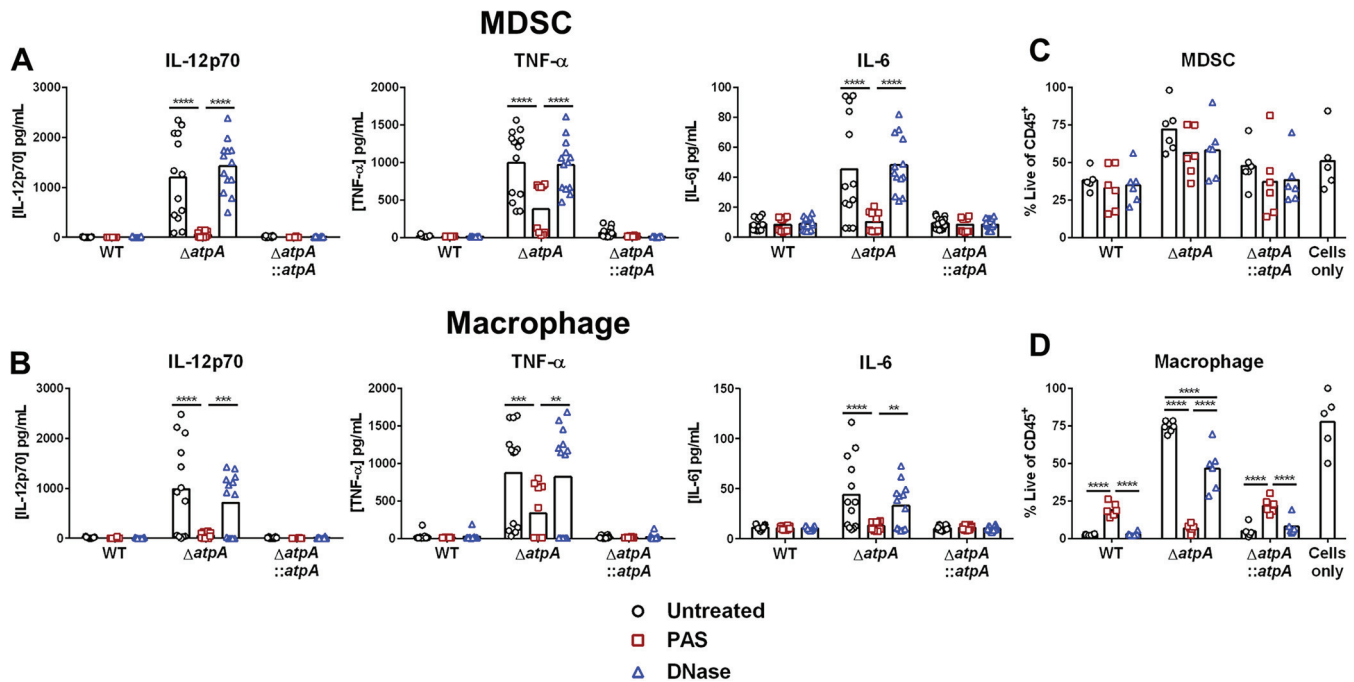 MDSC
A
IL-12p70
[IL-12p70] pg/mL
3000
2000
1000
0
**** ****
WT
ΔatpA
ΔatpA
::atpA
TNF-α
[TNF-α] pg/mL
2000
1500
1000
500
0
**** ****
WT
ΔatpA
ΔatpA
::atpA
IL-6
[IL-6] pg/mL
100
80
60
40
20
0
**** ****
WT
ΔatpA
ΔatpA
::atpA
C
MDSC
% Live of CD45+
100
75
50
25
0
WT
ΔatpA
ΔatpA
::atpA
Cells
only
Macrophage
B
IL-12p70
[IL-12p70] pg/mL
3000
2000
1000
0
**** ***
WT
ΔatpA
ΔatpA
::atpA
TNF-α
[TNF-α] pg/mL
2000
1500
1000
500
0
*** **
WT
ΔatpA
ΔatpA
::atpA
IL-6
[IL-6] pg/mL
150
100
50
0
**** **
WT
ΔatpA
ΔatpA
::atpA
D
Macrophage
% Live of CD45+
100
75
50
25
0
**** ****
****
**** ****
**** ****
WT
ΔatpA
ΔatpA
::atpA
Cells
only
Untreated
PAS
DNase